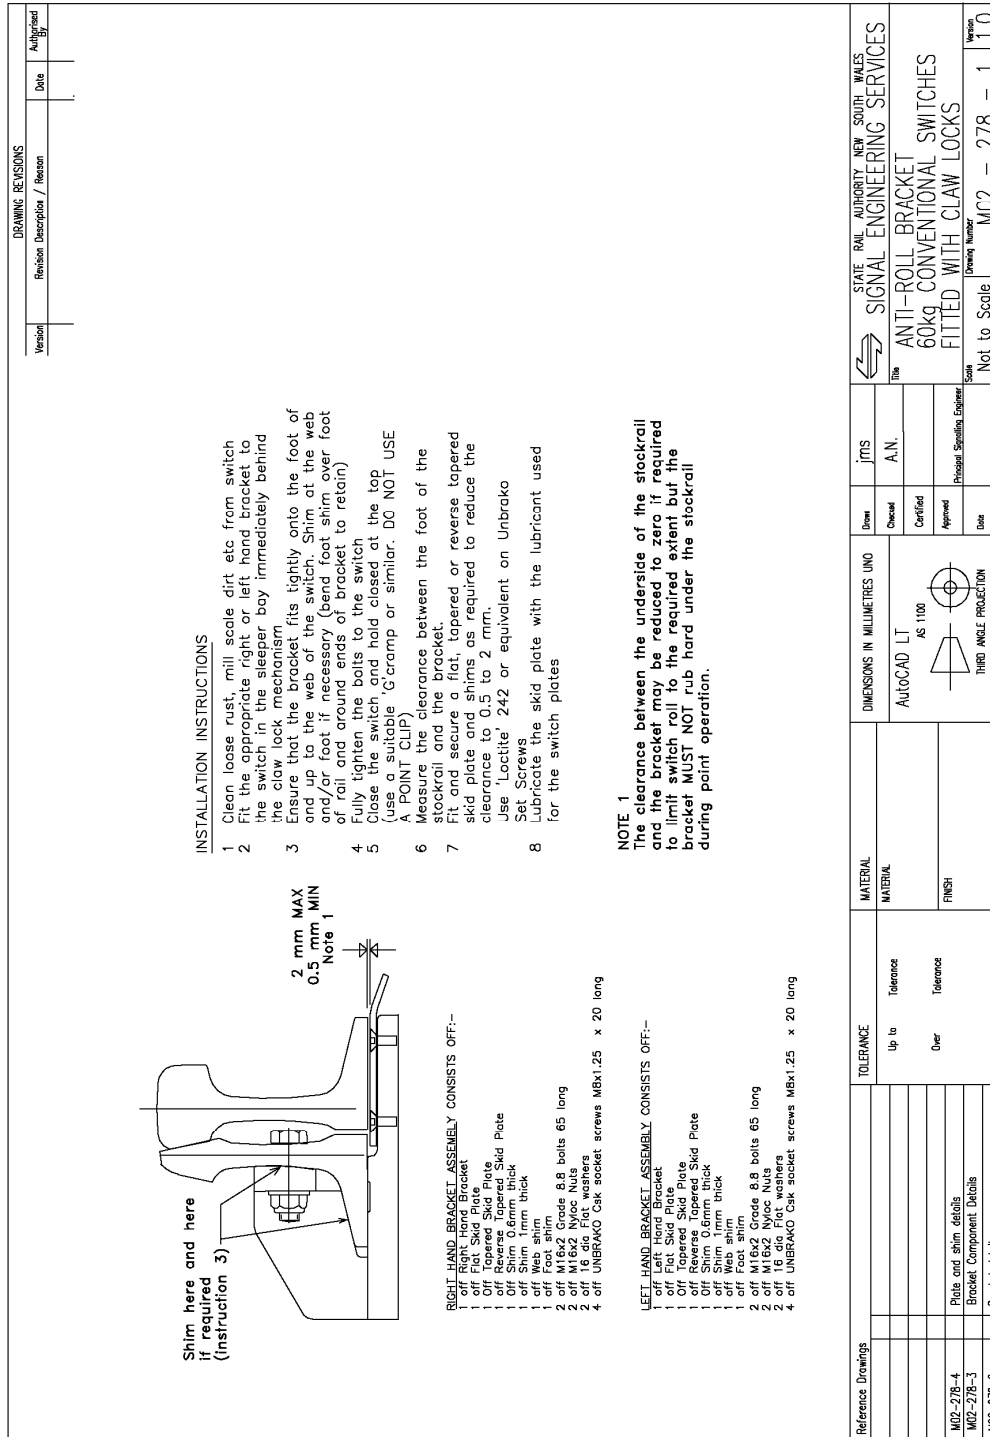 DRAWING REVISIONS
Version
Revision Description / Reason
Date
Authorised
By
Shim here and here
if required
(instruction 3)
2 mm MAX
0.5 mm MIN
Note 1
INSTALLATION INSTRUCTIONS
1 Clean loose rust, mill scale dirt etc from switch
2 Fit the appropriate right or left hand bracket to
the switch in the sleeper bay immediately behind
the claw lock mechanism
3 Ensure that the bracket fits tightly onto the foot of
and up to the web of the switch. Shim at the web
and/or foot if necessary (bend foot shim over foot
of rail and around ends of bracket to retain)
4 Fully tighten the bolts to the switch
5 Close the switch and hold closed at the top
(use a suitable 'G'cramp or similar. DO NOT USE
A POINT CLIP)
6 Measure the clearance between the foot of the
stockrail and the bracket.
7 Fit and secure a flat, tapered or reverse tapered
skid plate and shims as required to reduce the
clearance to 0.5 to 2 mm.
Use 'Loctite' 242 or equivalent on Unbrako
Set Screws
8 Lubricate the skid plate with the lubricant used
for the switch plates
RIGHT HAND BRACKET ASSEMBLY CONSISTS OFF:-
1 off Right Hand Bracket
1 off Flat Skid Plate
1 Off Tapered Skid Plate
1 off Reverse Tapered Skid Plate
1 Off Shim 0.6mm thick
1 Off Shim 1mm thick
1 off Web shim
1 off Foot shim
2 off M16x2 Grade 8.8 bolts 65 long
2 off M16x2 Nyloc Nuts
2 off 16 dia Flat washers
4 off UNBRAKO Csk socket screws M8x1.25 x 20 long
LEFT HAND BRACKET ASSEMBLY CONSISTS OFF:-
1 off Left Hand Bracket
1 off Flat Skid Plate
1 Off Tapered Skid Plate
1 off Reverse Tapered Skid Plate
1 Off Shim 0.6mm thick
1 Off Shim 1mm thick
1 off Web shim
1 off Foot shim
2 off M16x2 Grade 8.8 bolts 65 long
2 off M16x2 Nyloc Nuts
2 off 16 dia Flat washers
4 off UNBRAKO Csk socket screws M8x1.25 x 20 long
NOTE 1
The clearance between the underside of the stockrail
and the bracket may be reduced to zero if required
to limit switch roll to the required extent but the
bracket MUST NOT rub hard under the stockrail
during point operation.
Reference Drawings
M02-278-4 Plate and shim details
M02-278-3 Bracket Component Details
TOLERANCE
Up to Tolerance
Over Tolerance
MATERIAL
MATERIAL
FINISH
DIMENSIONS IN MILLIMETRES UNO
AutoCAD LT
AS 1100
THIRD ANGLE PROJECTION
Drawn jms
Checked A.N.
Certified
Approved
Principal Signalling Engineer
Date
STATE RAIL AUTHORITY NEW SOUTH WALES
SIGNAL ENGINEERING SERVICES
Title
ANTI-ROLL BRACKET
60kg CONVENTIONAL SWITCHES
FITTED WITH CLAW LOCKS
Scale
Not to Scale
Drawing Number
M02 - 278 - 1
Version
1.0